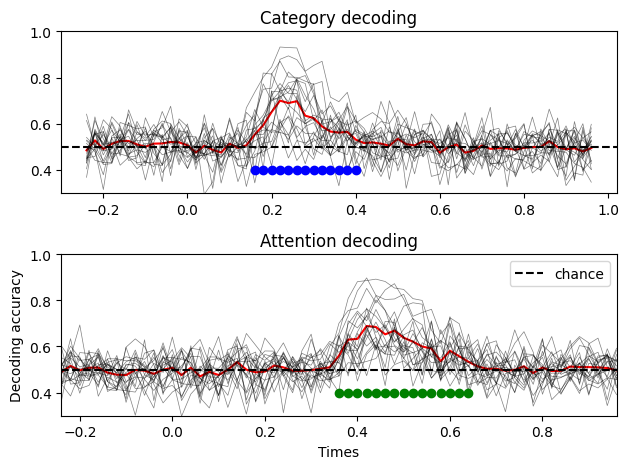 Category decoding
1.0
0.8
0.6
0.4
−0.2 0.0 0.2 0.4 0.6 0.8 1.0
Attention decoding
1.0
0.8
0.6
0.4
Decoding accuracy
chance
−0.2 0.0 0.2 0.4 0.6 0.8
Times